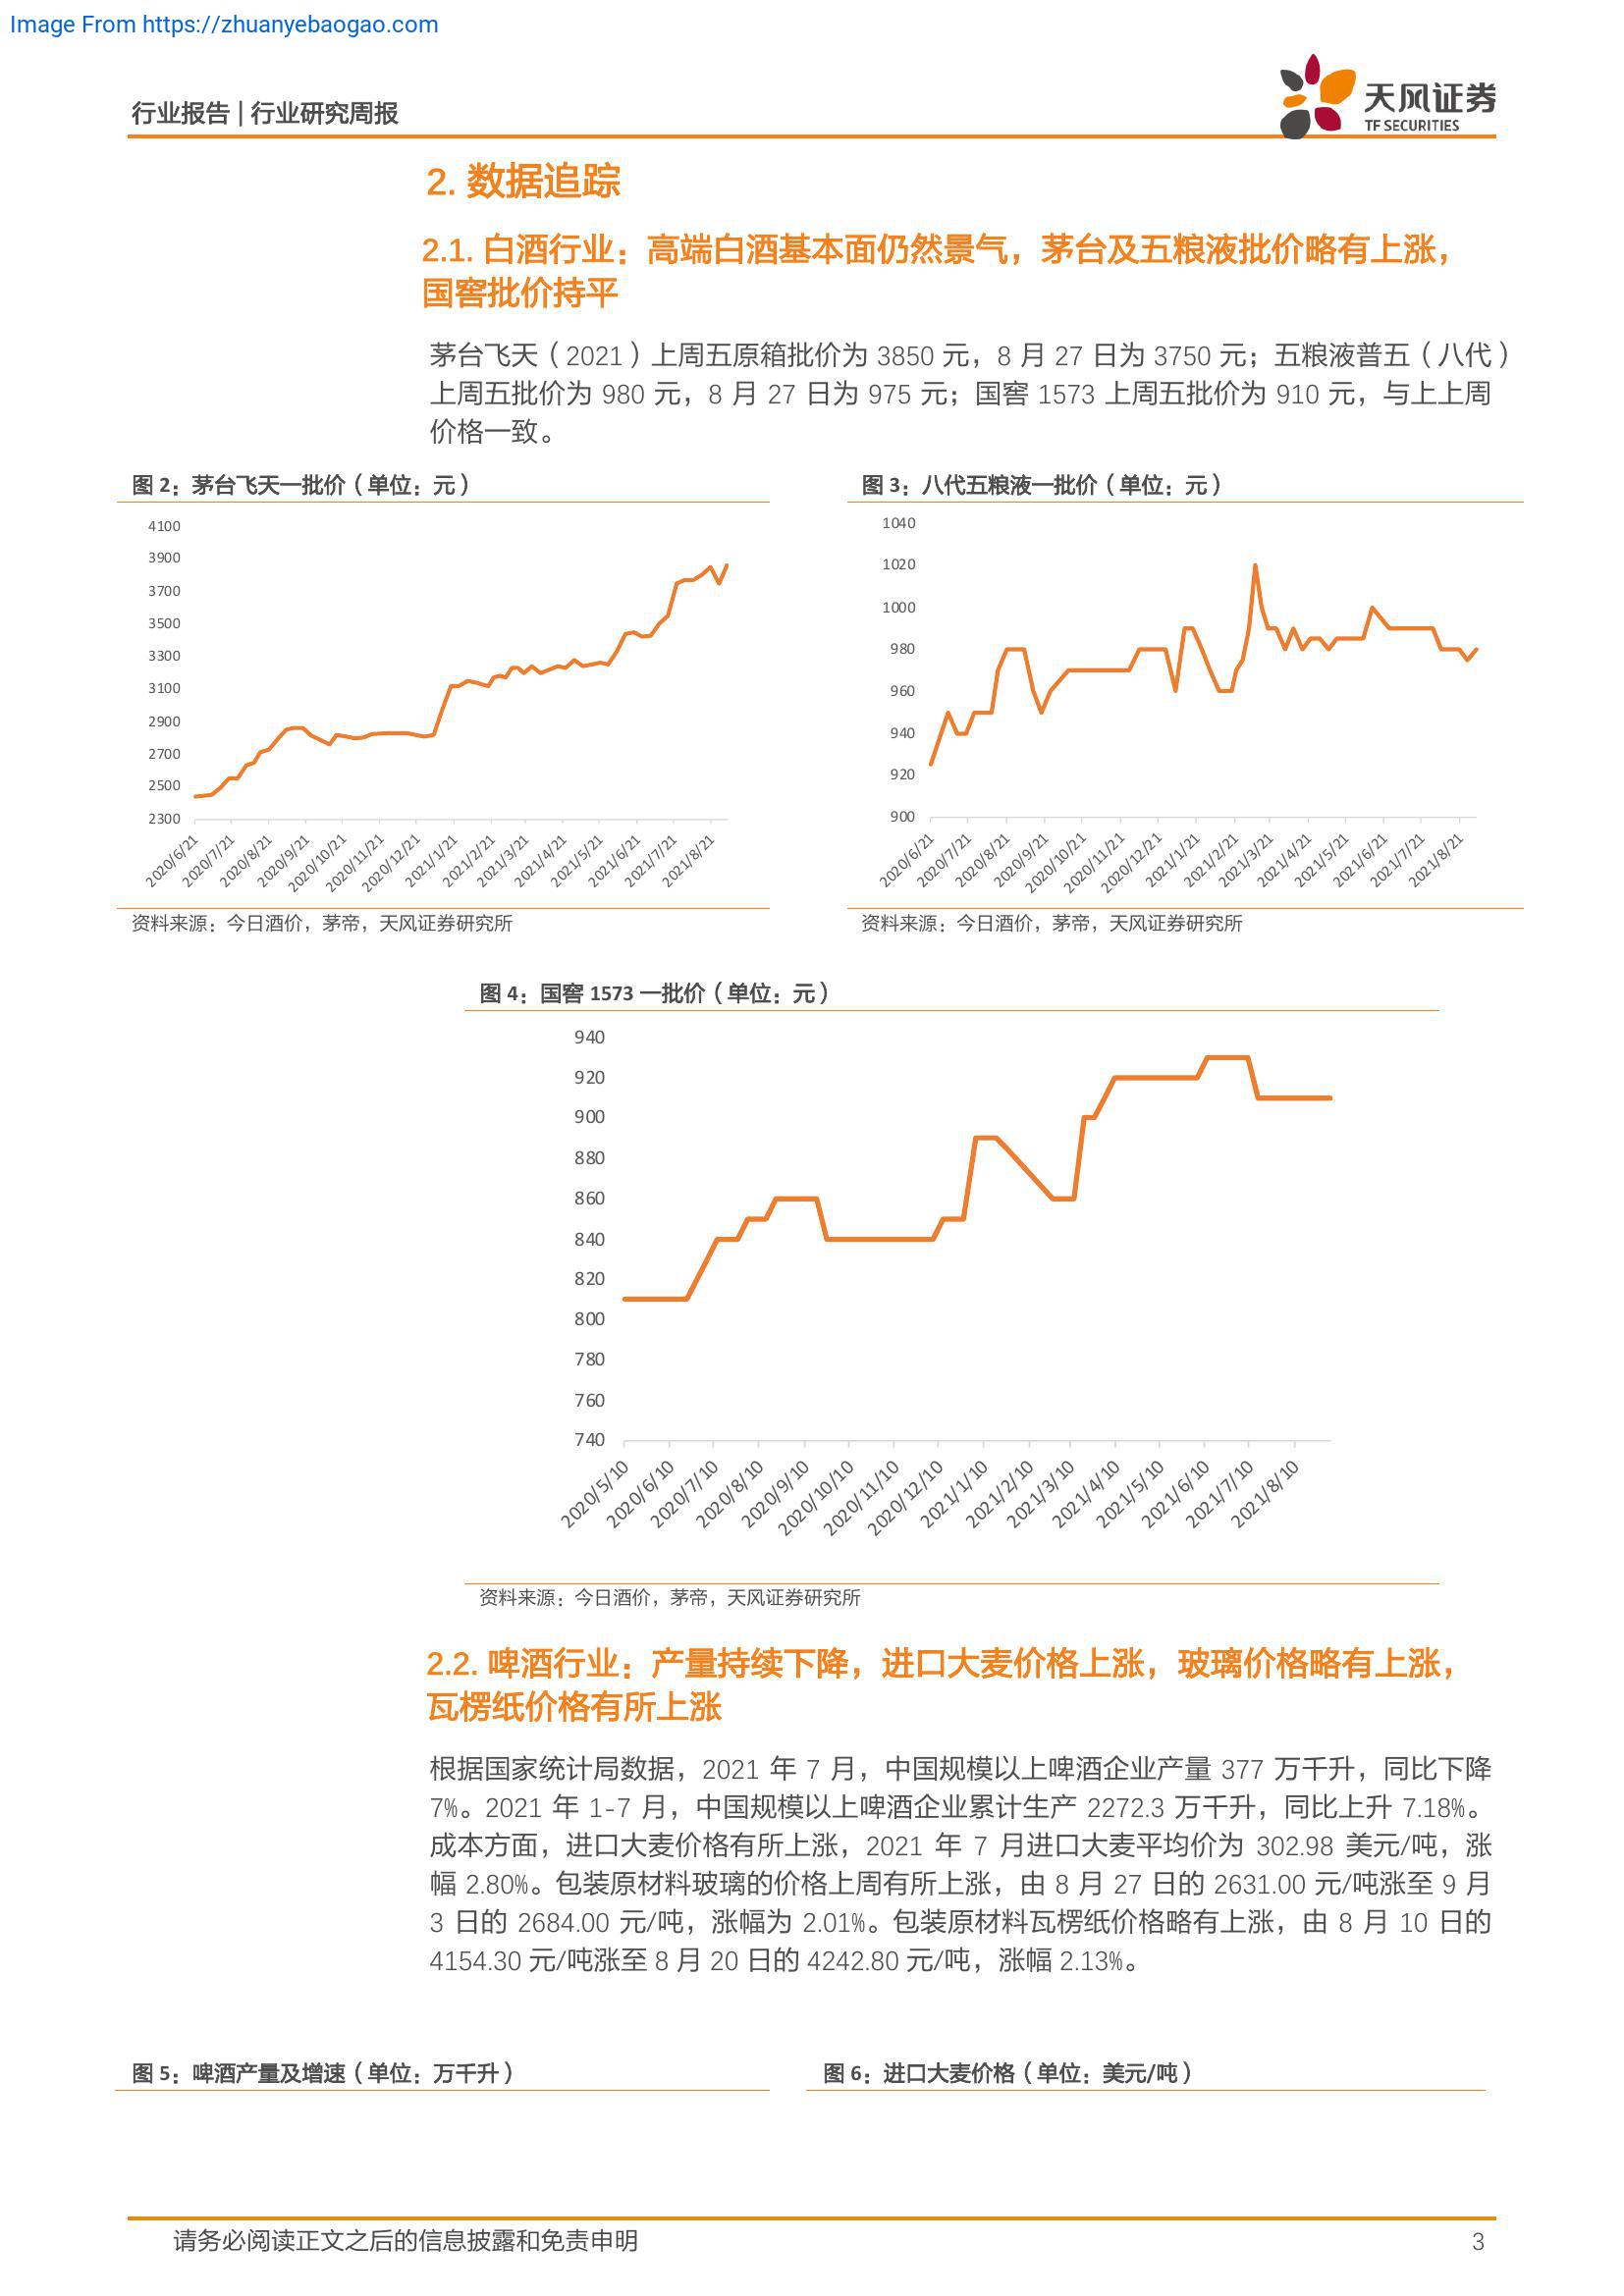 Image From https://zhuanyebaogao.com
行业报告 | 行业研究周报
天风证券
TF SECURITIES
2. 数据追踪
2.1. 白酒行业：高端白酒基本面仍然景气，茅台及五粮液批价略有上涨，
国窖批价持平
茅台飞天（2021）上周五原箱批价为 3850 元，8 月 27 日为 3750 元；五粮液普五（八代）
上周五批价为 980 元，8 月 27 日为 975 元；国窖 1573 上周五批价为 910 元，与上上周
价格一致。
图 2：茅台飞天一批价（单位：元）
4100
3900
3700
3500
3300
3100
2900
2700
2500
2300
2020/6/21
2020/7/21
2020/8/21
2020/9/21
2020/10/21
2020/11/21
2020/12/21
2021/1/21
2021/2/21
2021/3/21
2021/4/21
2021/5/21
2021/6/21
2021/7/21
2021/8/21
资料来源：今日酒价，茅帝，天风证券研究所
图 3：八代五粮液一批价（单位：元）
1040
1020
1000
980
960
940
920
900
2020/6/21
2020/7/21
2020/8/21
2020/9/21
2020/10/21
2020/11/21
2020/12/21
2021/1/21
2021/2/21
2021/3/21
2021/4/21
2021/5/21
2021/6/21
2021/7/21
2021/8/21
资料来源：今日酒价，茅帝，天风证券研究所
图 4：国窖 1573 一批价（单位：元）
940
920
900
880
860
840
820
800
780
760
740
2020/5/10
2020/6/10
2020/7/10
2020/8/10
2020/9/10
2020/10/10
2020/11/10
2020/12/10
2021/1/10
2021/2/10
2021/3/10
2021/4/10
2021/5/10
2021/6/10
2021/7/10
2021/8/10
资料来源：今日酒价，茅帝，天风证券研究所
2.2. 啤酒行业：产量持续下降，进口大麦价格上涨，玻璃价格略有上涨，
瓦楞纸价格有所上涨
根据国家统计局数据，2021 年 7 月，中国规模以上啤酒企业产量 377 万千升，同比下降
7%。2021 年 1-7 月，中国规模以上啤酒企业累计生产 2272.3 万千升，同比上升 7.18%。
成本方面，进口大麦价格有所上涨，2021 年 7 月进口大麦平均价为 302.98 美元/吨，涨
幅 2.80%。包装原材料玻璃的价格上周有所上涨，由 8 月 27 日的 2631.00 元/吨涨至 9 月
3 日的 2684.00 元/吨，涨幅为 2.01%。包装原材料瓦楞纸价格略有上涨，由 8 月 10 日的
4154.30 元/吨涨至 8 月 20 日的 4242.80 元/吨，涨幅 2.13%。
图 5：啤酒产量及增速（单位：万千升）
图 6：进口大麦价格（单位：美元/吨）
请务必阅读正文之后的信息披露和免责申明
3